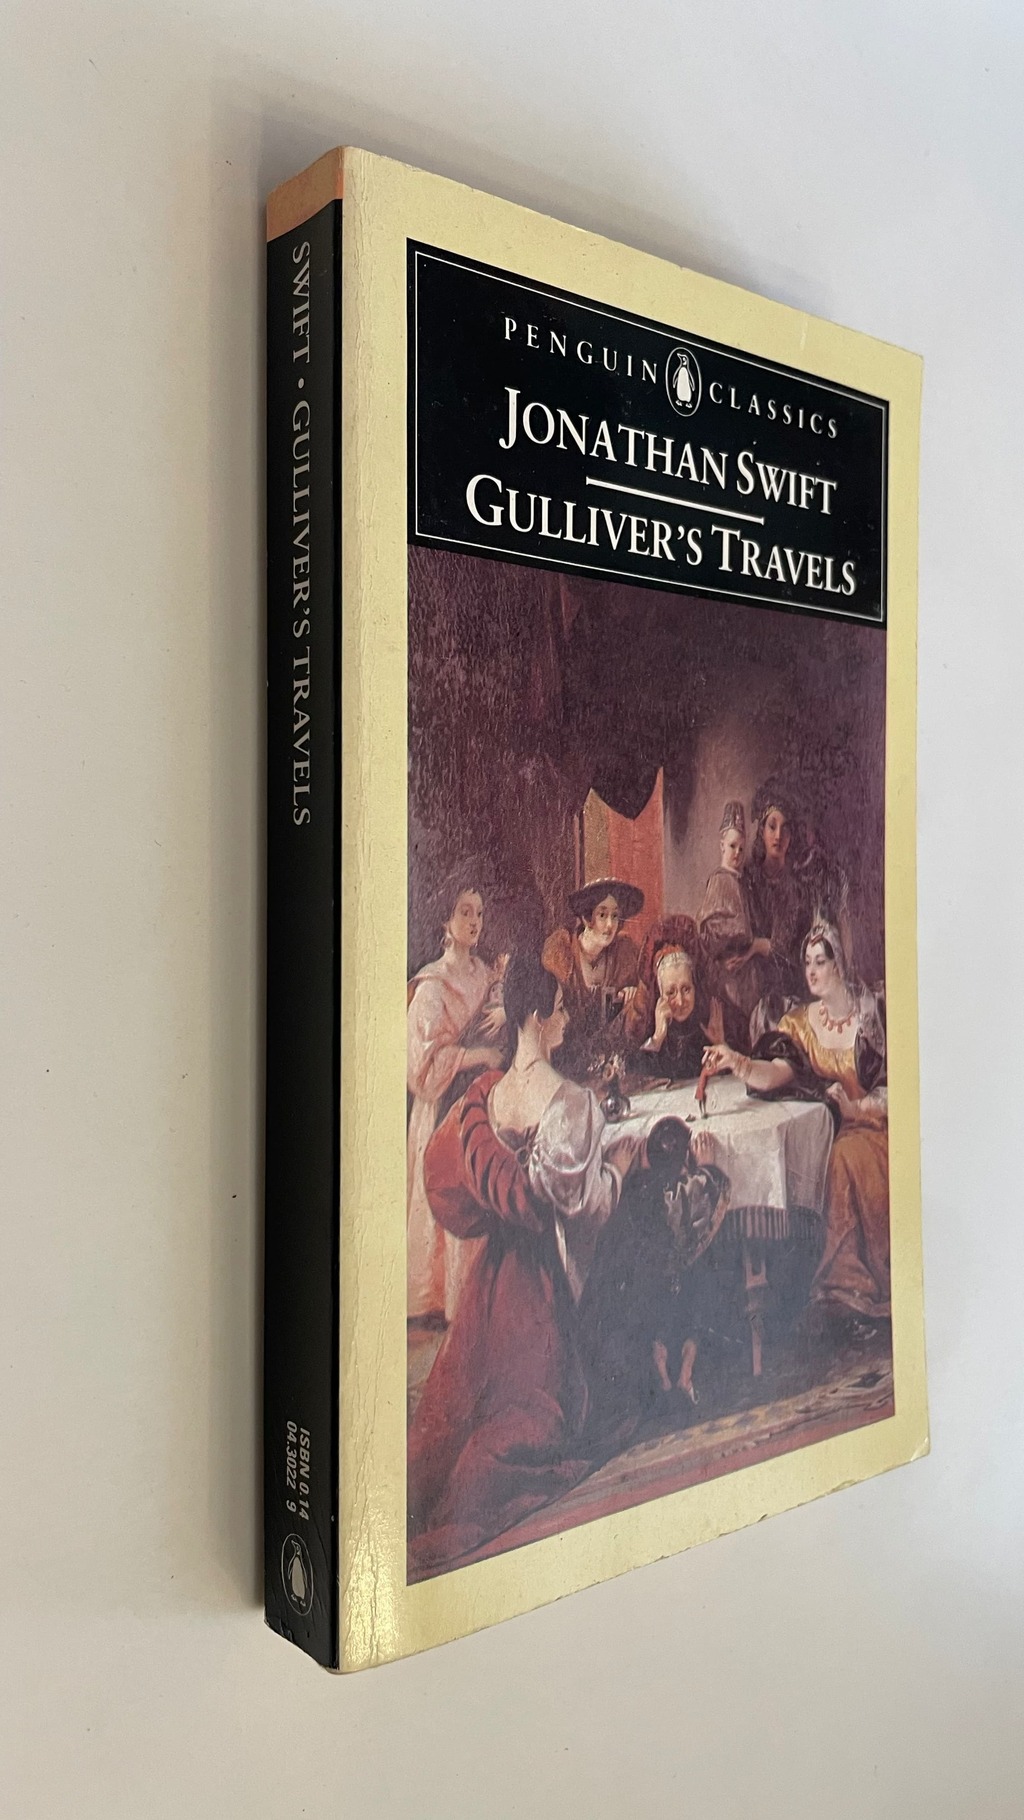 PENGUIN CLASSICS
JONATHAN SWIFT
GULLIVER'S TRAVELS
SWIFT • GULLIVER'S TRAVELS
ISBN 0.14
04.3022 9